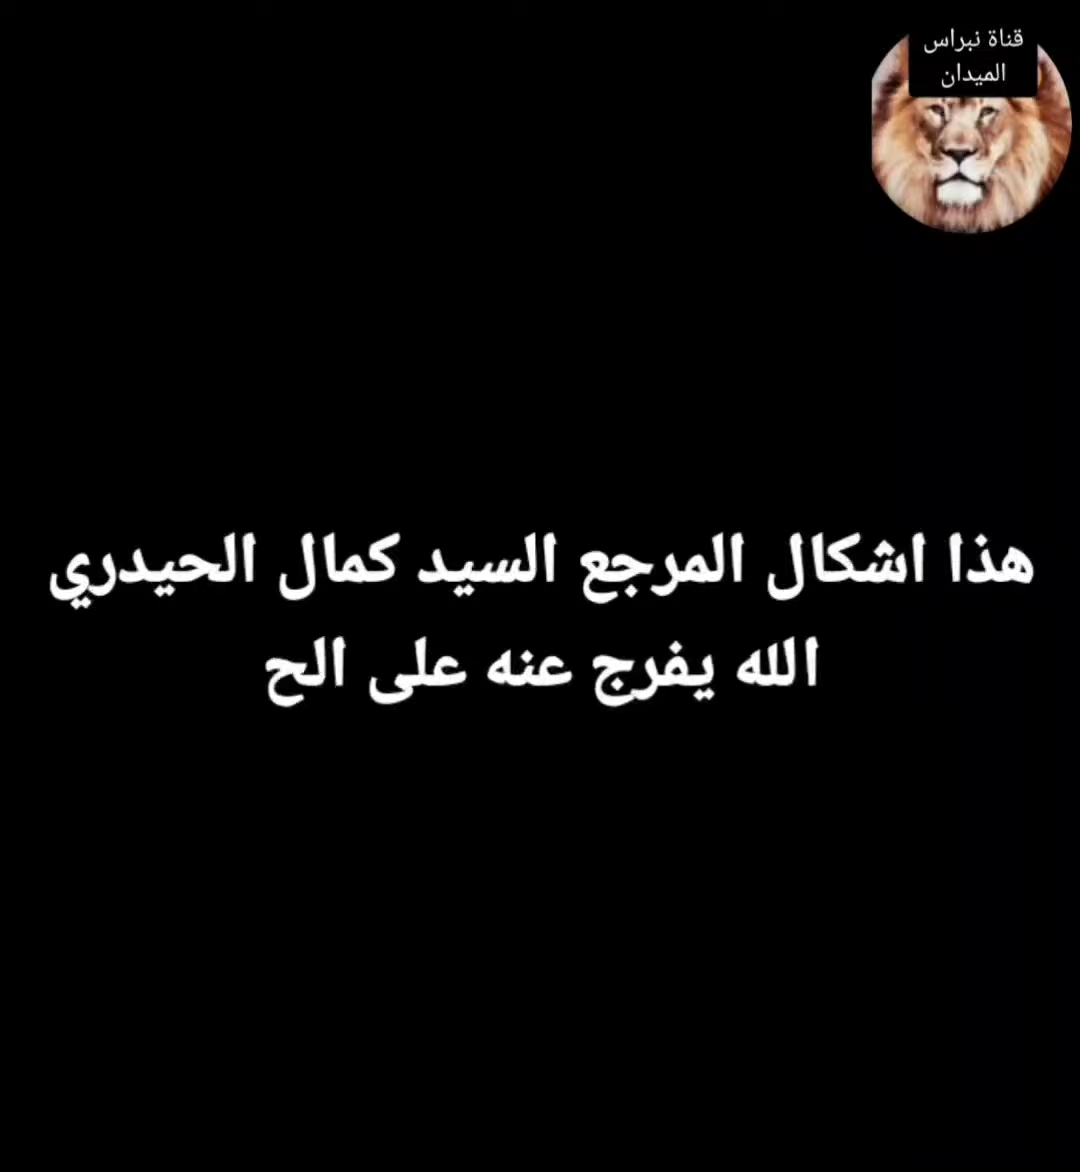 قناة نبراس
الميدان
هذا اشكال المرجع السيد كمال الحيدري
الله يفرج عنه على الح